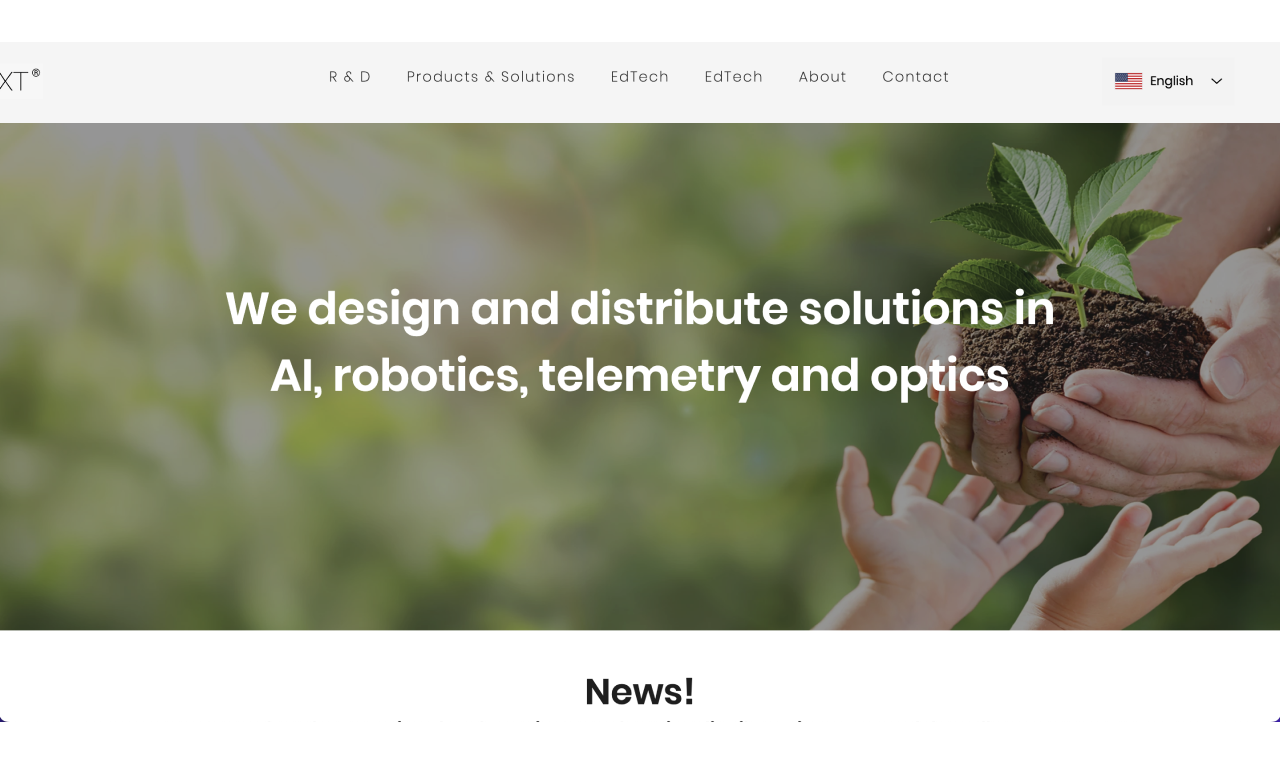 XT®
R & D
Products & Solutions
EdTech
EdTech
About
Contact
English
We design and distribute solutions in
AI, robotics, telemetry and optics
News!